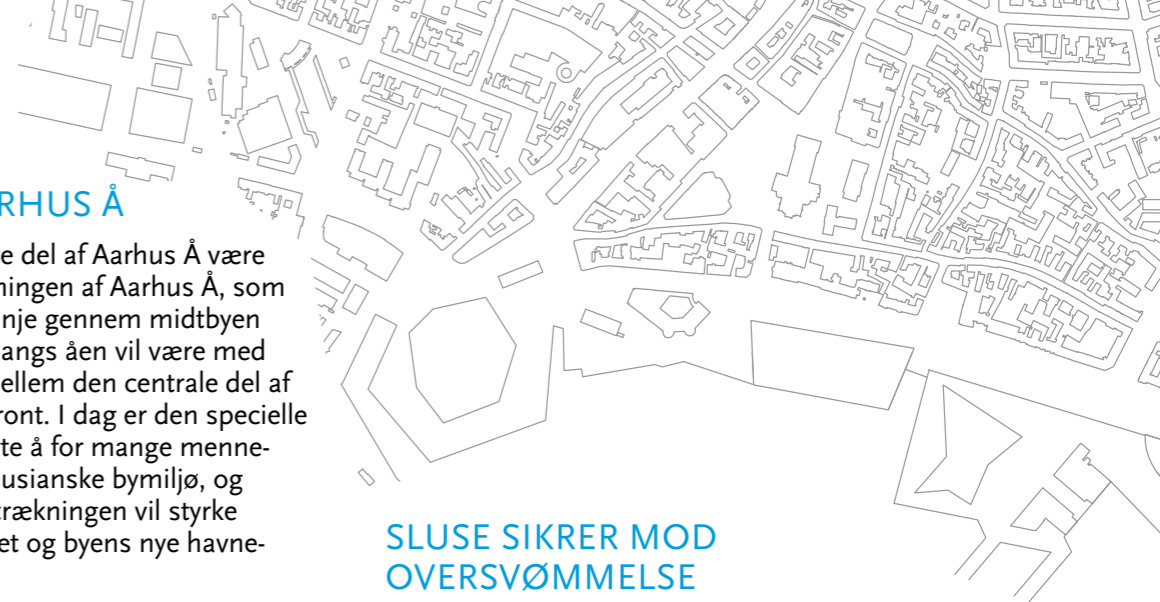 RHUS Å
e del af Aarhus Å være
ningen af Aarhus Å, som
nje gennem midtbyen
angs åen vil være med
ellem den centrale del af
ront. I dag er den specielle
te å for mange menne-
usianske bymiljø, og
trækningen vil styrke
et og byens nye havne-
SLUSE SIKRER MOD
OVERSVØMMELSE